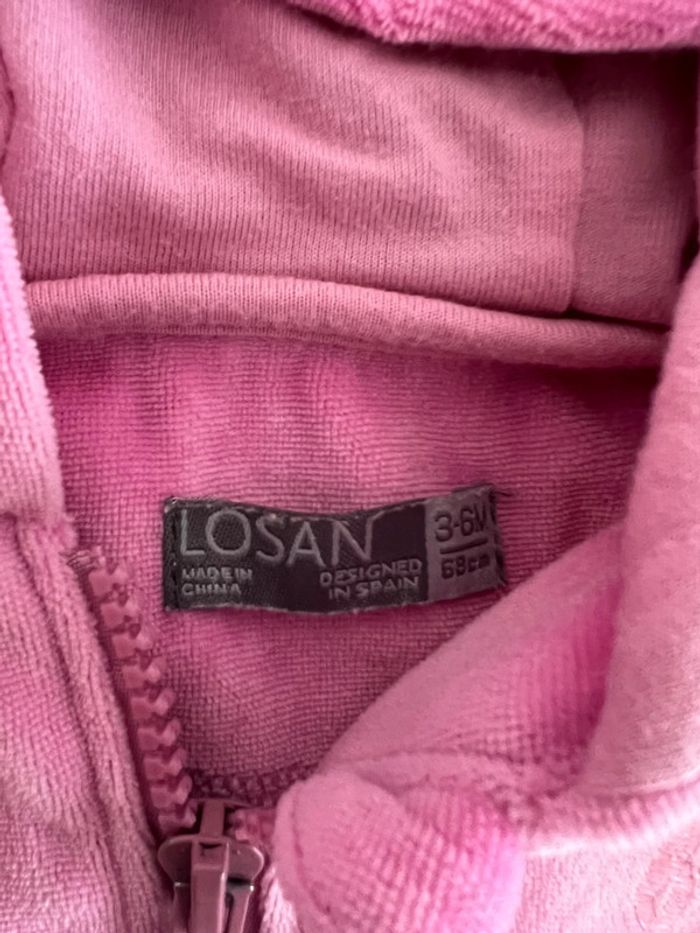 LOSAN
3-6M
68cm
MADE IN
CHINA
DESIGNED
IN SPAIN